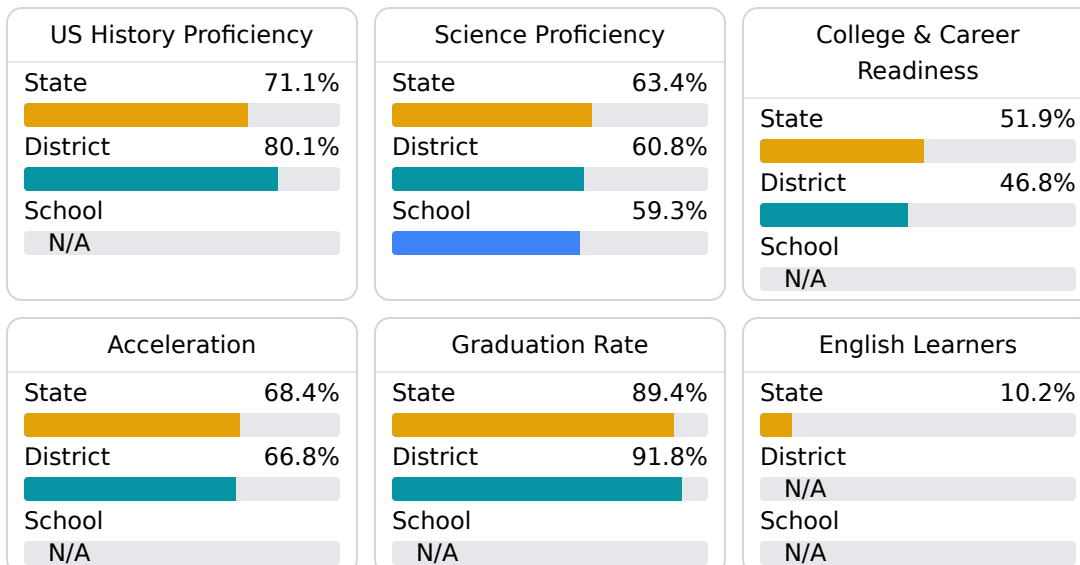 US History Proficiency
State 71.1%
District 80.1%
School
N/A
Science Proficiency
State 63.4%
District 60.8%
School 59.3%
College & Career
Readiness
State 51.9%
District 46.8%
School
N/A
Acceleration
State 68.4%
District 66.8%
School
N/A
Graduation Rate
State 89.4%
District 91.8%
School
N/A
English Learners
State 10.2%
District
N/A
School
N/A